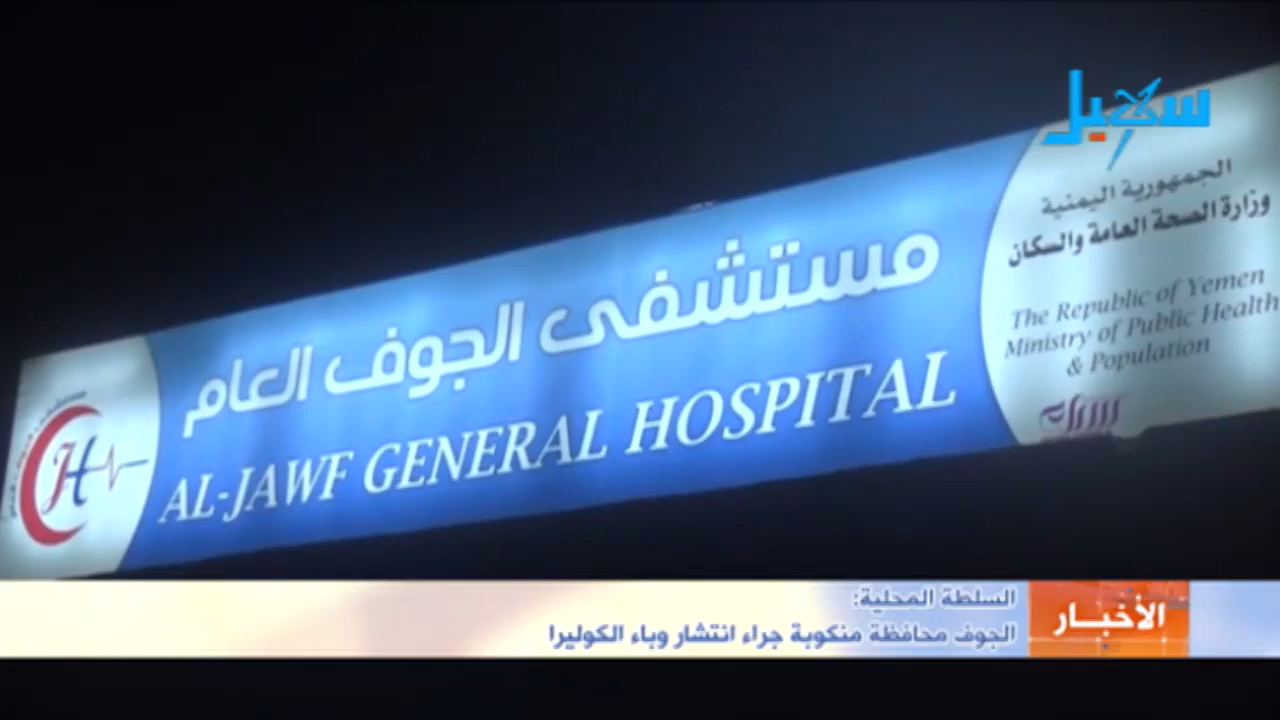 سهيل
الجمهورية اليمنية
وزارة الصحة العامة والسكان
The Republic of Yemen
Ministry of Public Health
& Population
مستشفى الجوف العام
AL-JAWF GENERAL HOSPITAL
H
الأخبار
السلطة المحلية:
الجوف محافظة منكوبة جراء انتشار وباء الكوليرا